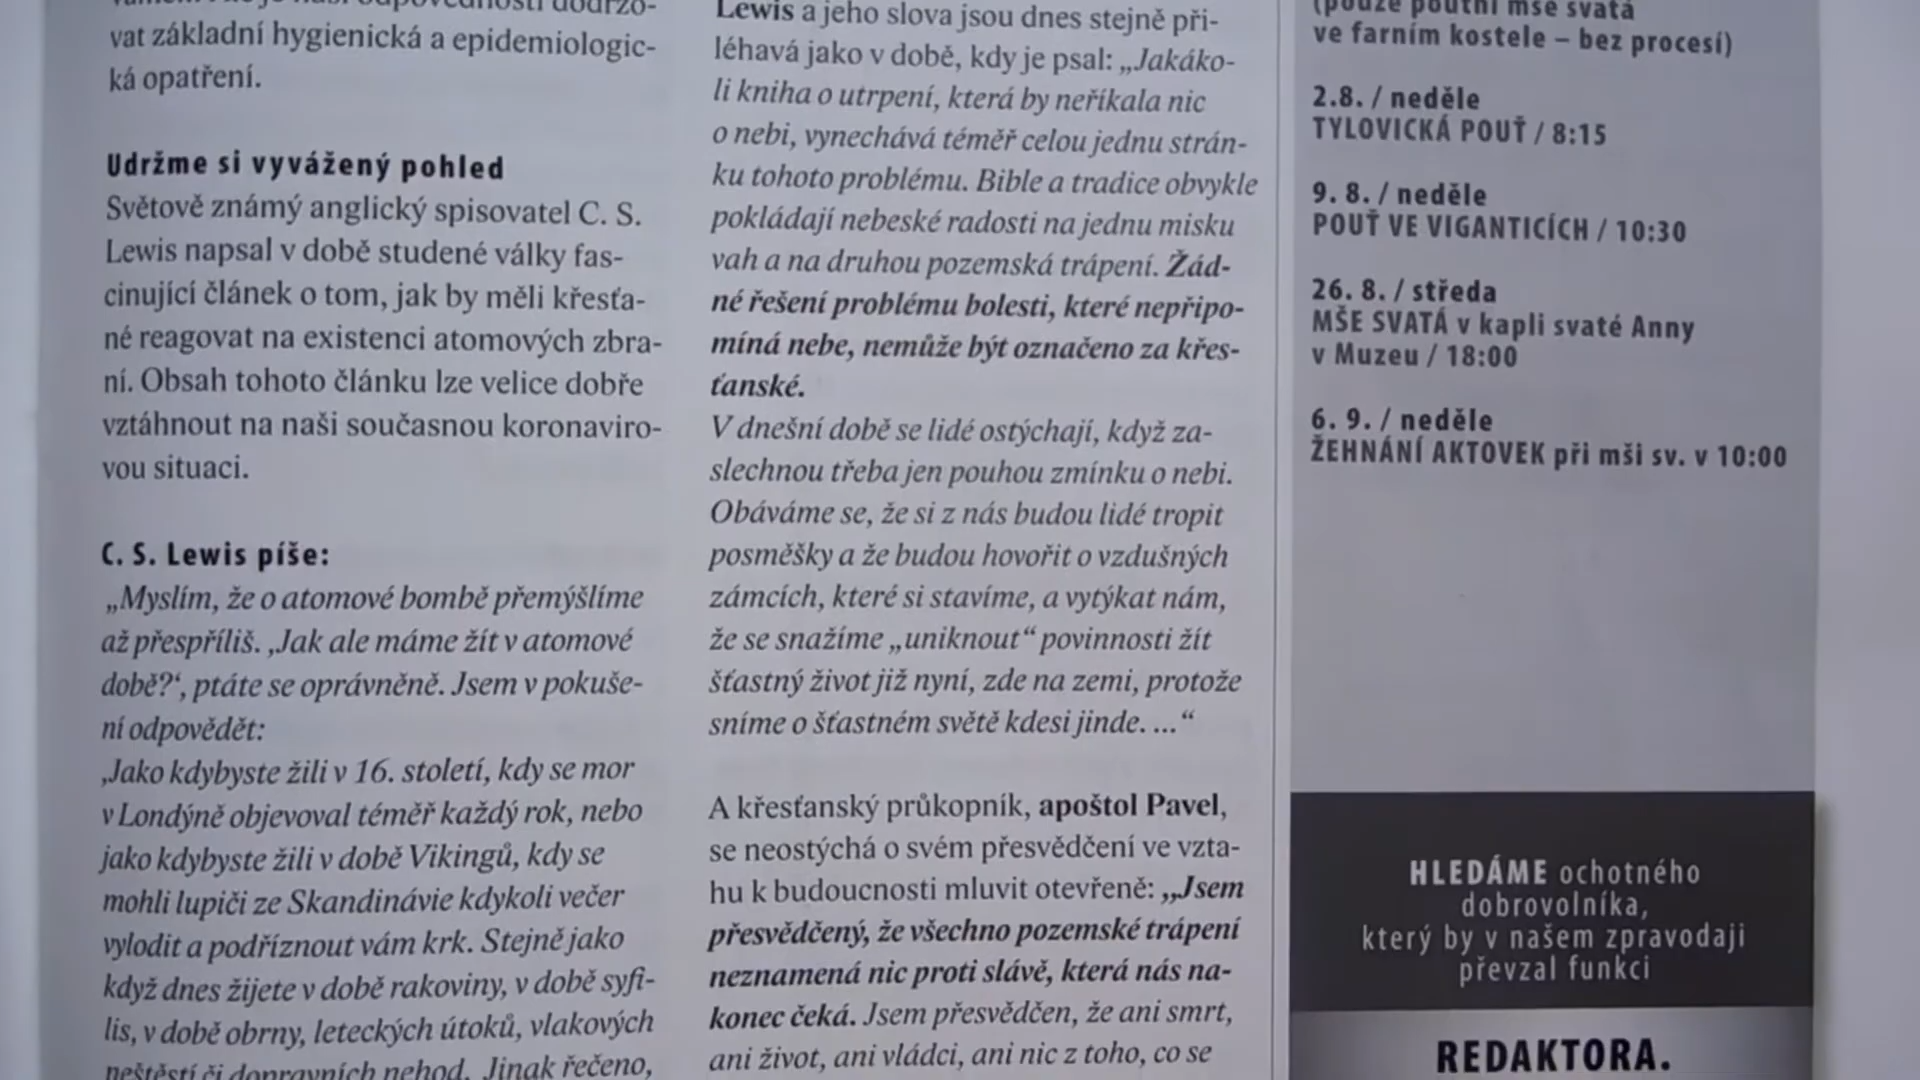 vat základní hygienická a epidemiologic-
ká opatření.
Udržme si vyvážený pohled
Světově známý anglický spisovatel C. S.
Lewis napsal v době studené války fas-
cinující článek o tom, jak by měli křesťa-
né reagovat na existenci atomových zbra-
ní. Obsah tohoto článku lze velice dobře
vztáhnout na naši současnou koronaviro-
vou situaci.
C. S. Lewis píše:
„Myslím, že o atomové bombě přemýšlíme
až přespříliš. ‚Jak ale máme žít v atomové
době?‘, ptáte se oprávněně. Jsem v pokuše-
ní odpovědět:
‚Jako kdybyste žili v 16. století, kdy se mor
v Londýně objevoval téměř každý rok, nebo
jako kdybyste žili v době Vikingů, kdy se
mohli lupiči ze Skandinávie kdykoli večer
vylodit a podříznout vám krk. Stejně jako
když dnes žijete v době rakoviny, v době syfi-
lis, v době obrny, leteckých útoků, vlakových
neštěstí či dopravních nehod. Jinak řečeno,
Lewis a jeho slova jsou dnes stejně při-
léhavá jako v době, kdy je psal: „Jakáko-
li kniha o utrpení, která by neříkala nic
o nebi, vynechává téměř celou jednu strán-
ku tohoto problému. Bible a tradice obvykle
pokládají nebeské radosti na jednu misku
vah a na druhou pozemská trápení. Žád-
né řešení problému bolesti, které nepřipo-
míná nebe, nemůže být označeno za křes-
ťanské.
V dnešní době se lidé ostýchají, když za-
slechnou třeba jen pouhou zmínku o nebi.
Obáváme se, že si z nás budou lidé tropit
posměšky a že budou hovořit o vzdušných
zámcích, které si stavíme, a vytýkat nám,
že se snažíme „uniknout“ povinnosti žít
šťastný život již nyní, zde na zemi, protože
sníme o šťastném světě kdesi jinde. ...“
A křesťanský průkopník, apoštol Pavel,
se neostýchá o svém přesvědčení ve vzta-
hu k budoucnosti mluvit otevřeně: „Jsem
přesvědčený, že všechno pozemské trápení
neznamená nic proti slávě, která nás na-
konec čeká. Jsem přesvědčen, že ani smrt,
ani život, ani vládci, ani nic z toho, co se
(pouze poutní mše svatá
ve farním kostele – bez procesí)
2.8. / neděle
TYLOVICKÁ POUŤ / 8:15
9. 8. / neděle
POUŤ VE VIGANTICÍCH / 10:30
26. 8. / středa
MŠE SVATÁ v kapli svaté Anny
v Muzeu / 18:00
6. 9. / neděle
ŽEHNÁNÍ AKTOVEK při mši sv. v 10:00
HLEDÁME ochotného
dobrovolníka,
který by v našem zpravodaji
převzal funkci
REDAKTORA.